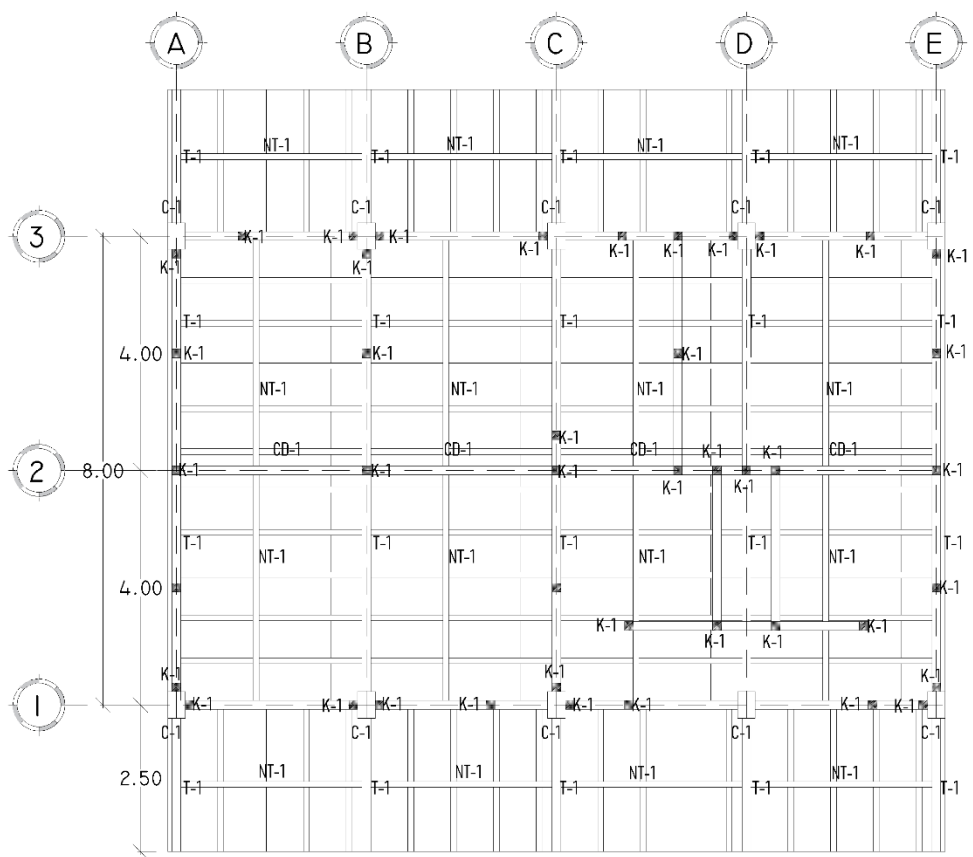 A B C D E
NT-1 NT-1 NT-1 NT-1
T-1 T-1 T-1 T-1 T-1
C-1 C-1 C-1 C-1
3 K-1 K-1 K-1 K-1 K-1 K-1 K-1 K-1 K-1
K-1 K-1 K-1
T-1 T-1 T-1 T-1 T-1
4.00 K-1 K-1 K-1 K-1
NT-1 NT-1 NT-1 NT-1
K-1
CD-1 CD-1 CD-1 CD-1
K-1 K-1
2 8.00 K-1 K-1 K-1 K-1
K-1 K-1
T-1 T-1 T-1 T-1 T-1
NT-1 NT-1 NT-1 NT-1
4.00 K-1
K-1 K-1
K-1 K-1
K-1 K-1 K-1
1 K-1 K-1 K-1 K-1 K-1 K-1 K-1 K-1
C-1 C-1 C-1 C-1
2.50 NT-1 NT-1 NT-1 NT-1
T-1 T-1 T-1 T-1 T-1